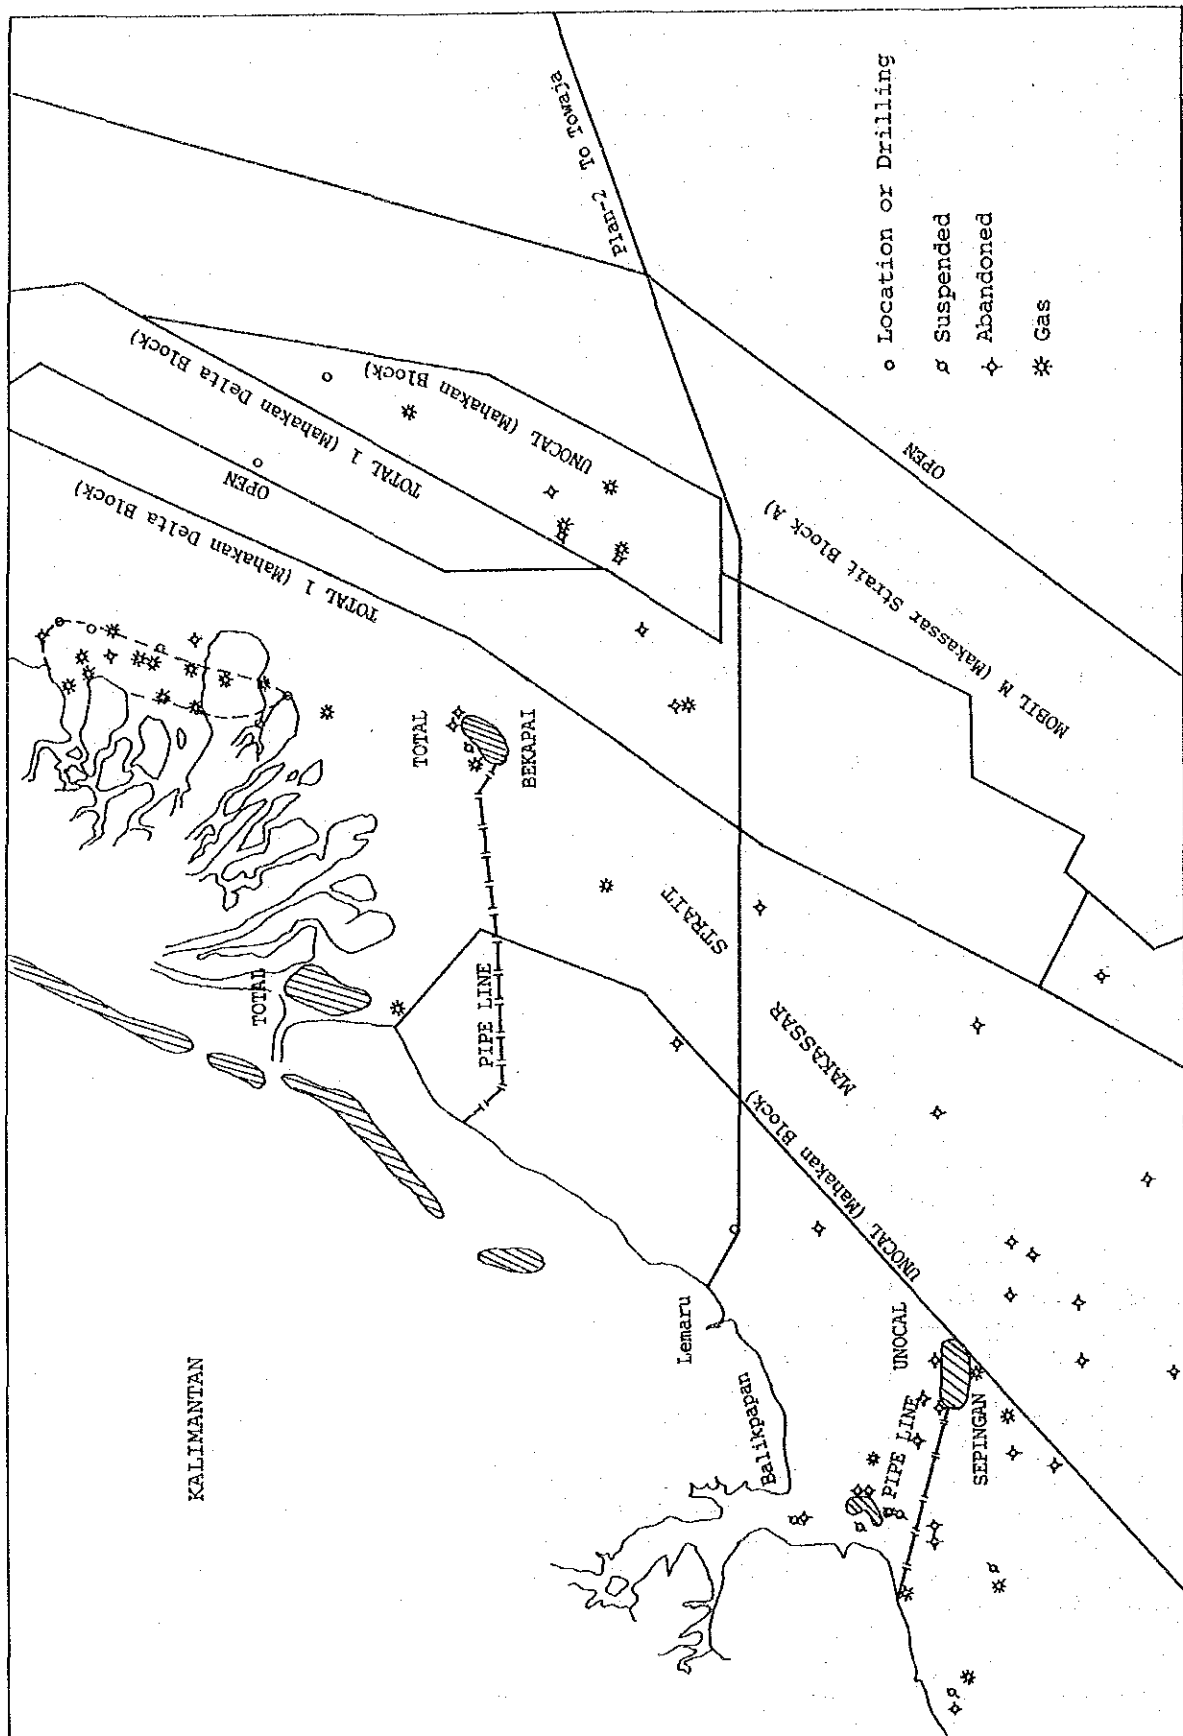 KALIMANTAN
TOTAL
TOTAL
BEKAPAI
PIPE LINE
TOTAL 1 (Mahakan Delta Block)
OPEN
TOTAL 1 (Mahakan Delta Block)
UNOCAL (Mahakan Block)
Plan-2 To Towaja
OPEN
MOBIL M (Makassar Strait Block A)
MAKASSAR STRAIT
UNOCAL (Mahakan Block)
Lemaru
Balikpapan
UNOCAL
SEPINGAN
PIPE LINE
Location or Drilling
Suspended
Abandoned
Gas